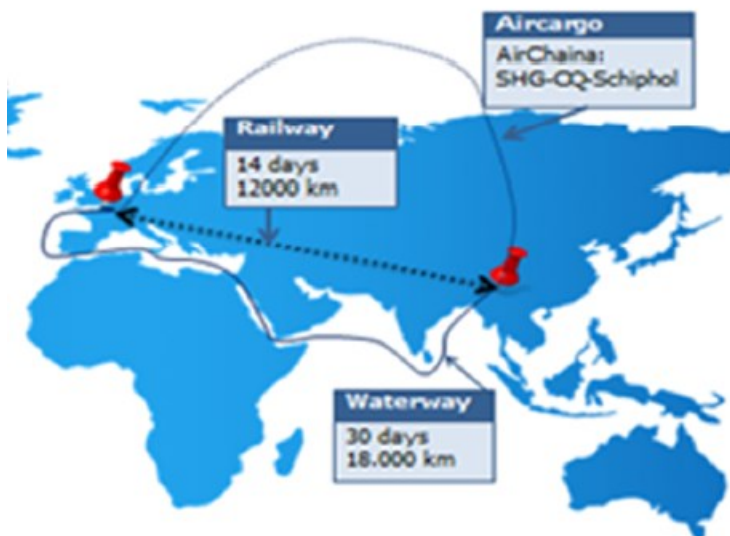 Aircargo
AirChaina:
SHG-CQ-Schiphol
Railway
14 days
12000 km
Waterway
30 days
18.000 km